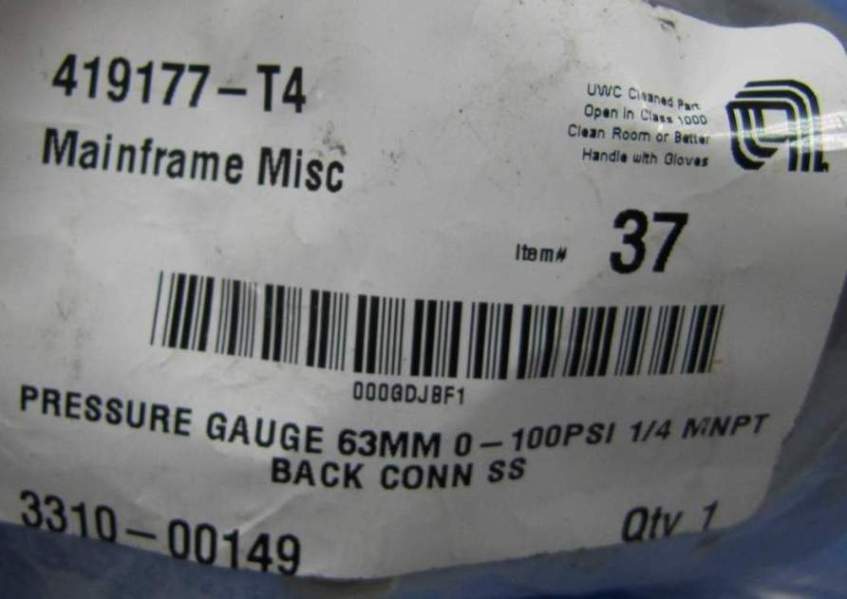 419177-T4
Mainframe Misc
UWC Cleaned Part
Open in Class 1000
Clean Room or Better
Handle with Gloves
Item# 37
000GDJBF1
PRESSURE GAUGE 63MM 0-100PSI 1/4 MNPT
BACK CONN SS
3310-00149
Qty 1